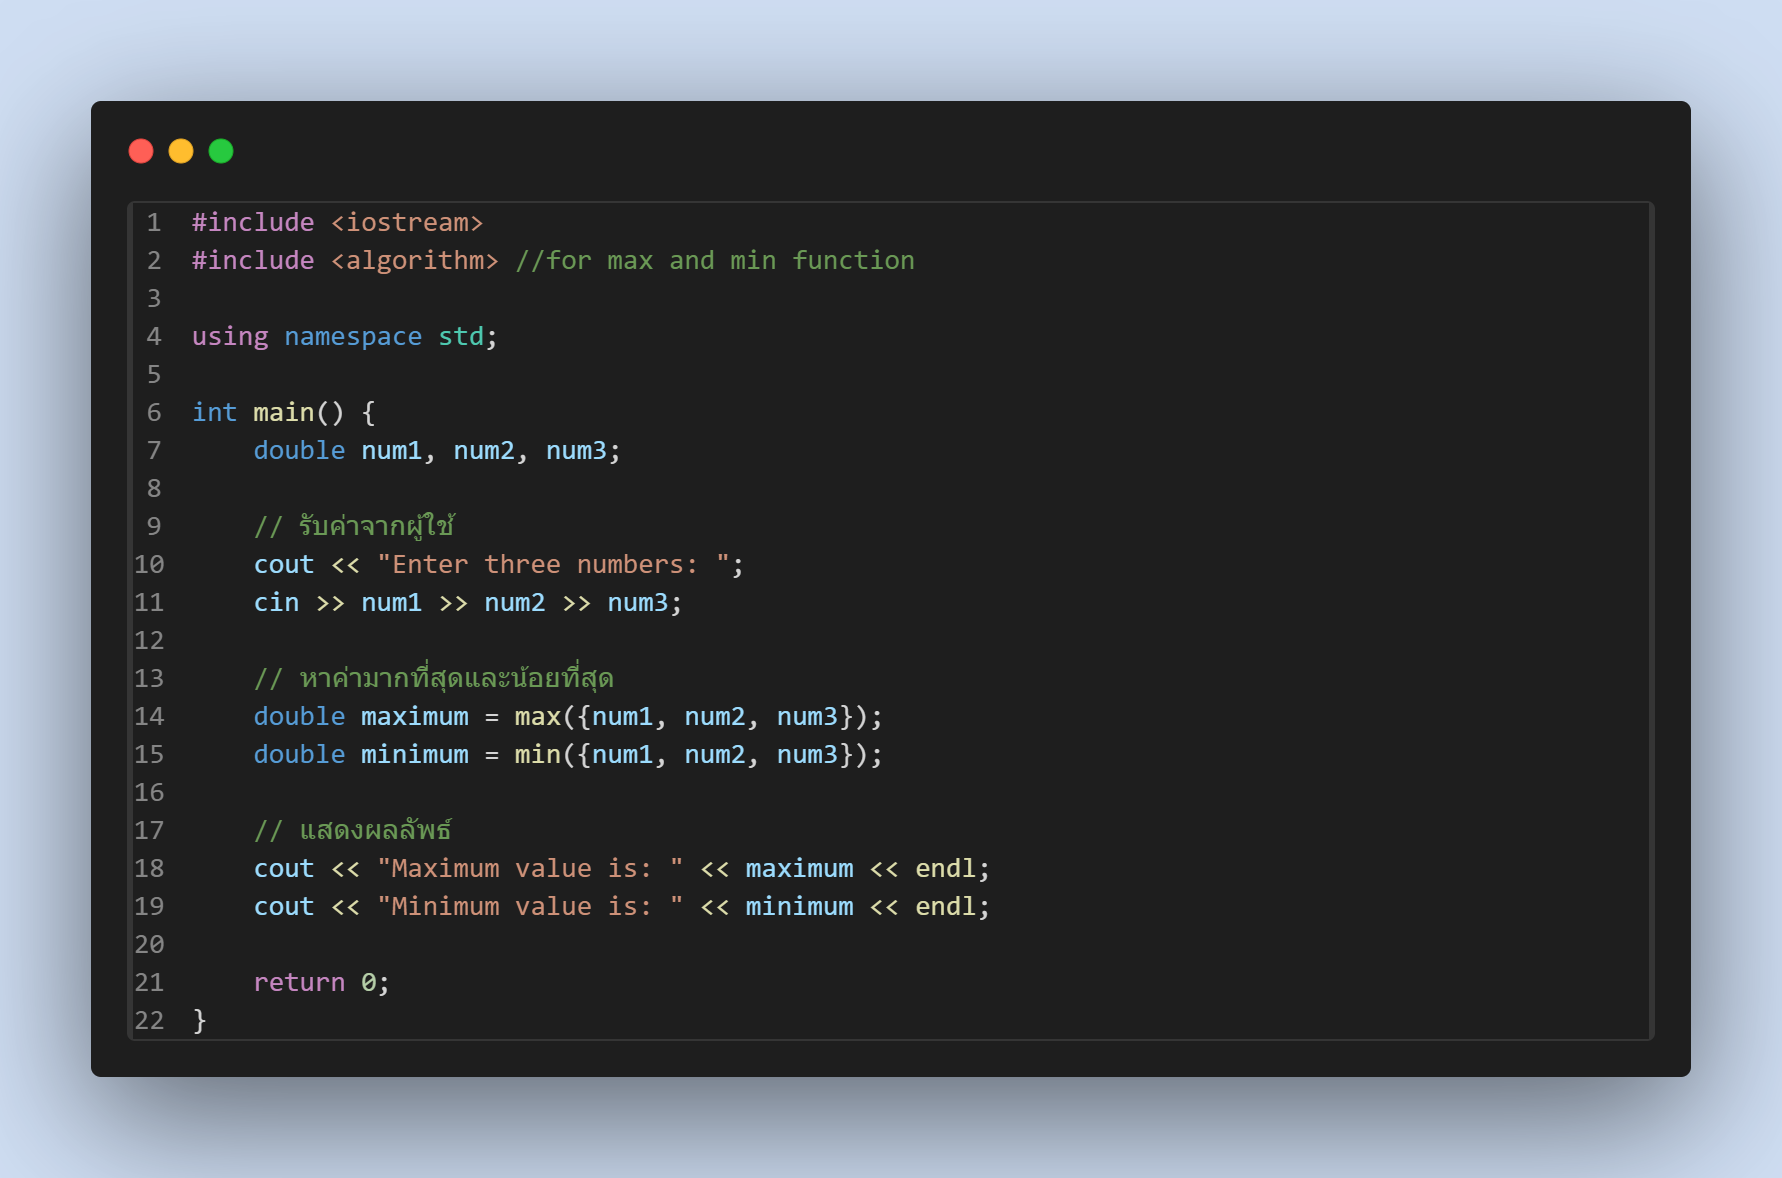 1 #include <iostream>
2 #include <algorithm> //for max and min function
3
4 using namespace std;
5
6 int main() {
7     double num1, num2, num3;
8
9     // รับค่าจากผู้ใช้
10     cout << "Enter three numbers: ";
11     cin >> num1 >> num2 >> num3;
12
13     // หาค่ามากที่สุดและน้อยที่สุด
14     double maximum = max({num1, num2, num3});
15     double minimum = min({num1, num2, num3});
16
17     // แสดงผลลัพธ์
18     cout << "Maximum value is: " << maximum << endl;
19     cout << "Minimum value is: " << minimum << endl;
20
21     return 0;
22 }